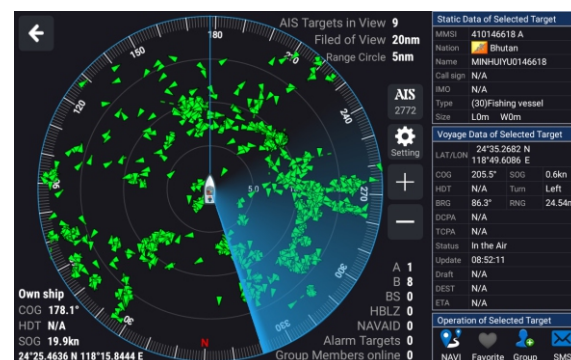 AIS Targets in View 9
Filed of View 20nm
Range Circle 5nm
AIS
2772
Setting
180
150
120
90
210
240
270
300
330
N
5.0
A 1
B 8
BS 0
HBLZ 0
NAVAID 0
Alarm Targets 0
Group Members online 0
Own ship
COG 178.1°
HDT N/A
SOG 19.9kn
24°25.4636 N 118°15.8444 E
Static Data of Selected Target
MMSI 410146618 A
Nation Bhutan
Name MINHUIYU0146618
Call sign N/A
IMO N/A
Type (30)Fishing vessel
Size L0m W0m
Voyage Data of Selected Target
LAT/LON 24°35.2682 N
118°49.6086 E
COG 205.5° SOG 0.6kn
HDT N/A Turn Left
BRG 86.3° RNG 24.54n
DCPA N/A
TCPA N/A
Status In the Air
Update 08:52:11
Draft N/A
DEST N/A
ETA N/A
Operation of Selected Target
NAVI Favorite Group SMS